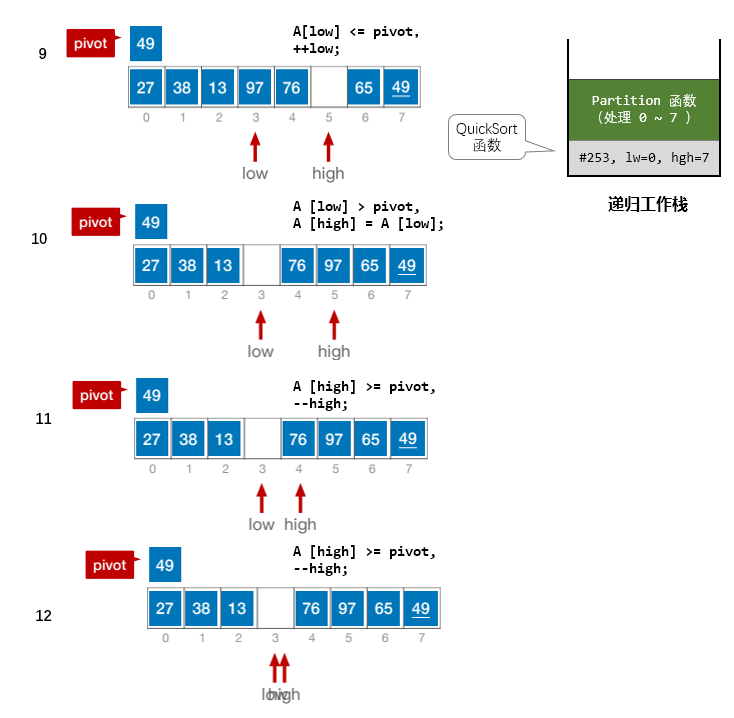 9
pivot
49
A[low] <= pivot,
++low;
27 38 13 97 76 65 49
0 1 2 3 4 5 6 7
low high
Partition 函数
（处理 0 ~ 7 ）
QuickSort
函数
#253, lw=0, hgh=7
递归工作栈
10
pivot
49
A [low] > pivot,
A [high] = A [low];
27 38 13 76 97 65 49
0 1 2 3 4 5 6 7
low high
11
pivot
49
A [high] >= pivot,
--high;
27 38 13 76 97 65 49
0 1 2 3 4 5 6 7
low high
12
pivot
49
A [high] >= pivot,
--high;
27 38 13 76 97 65 49
0 1 2 3 4 5 6 7
low high